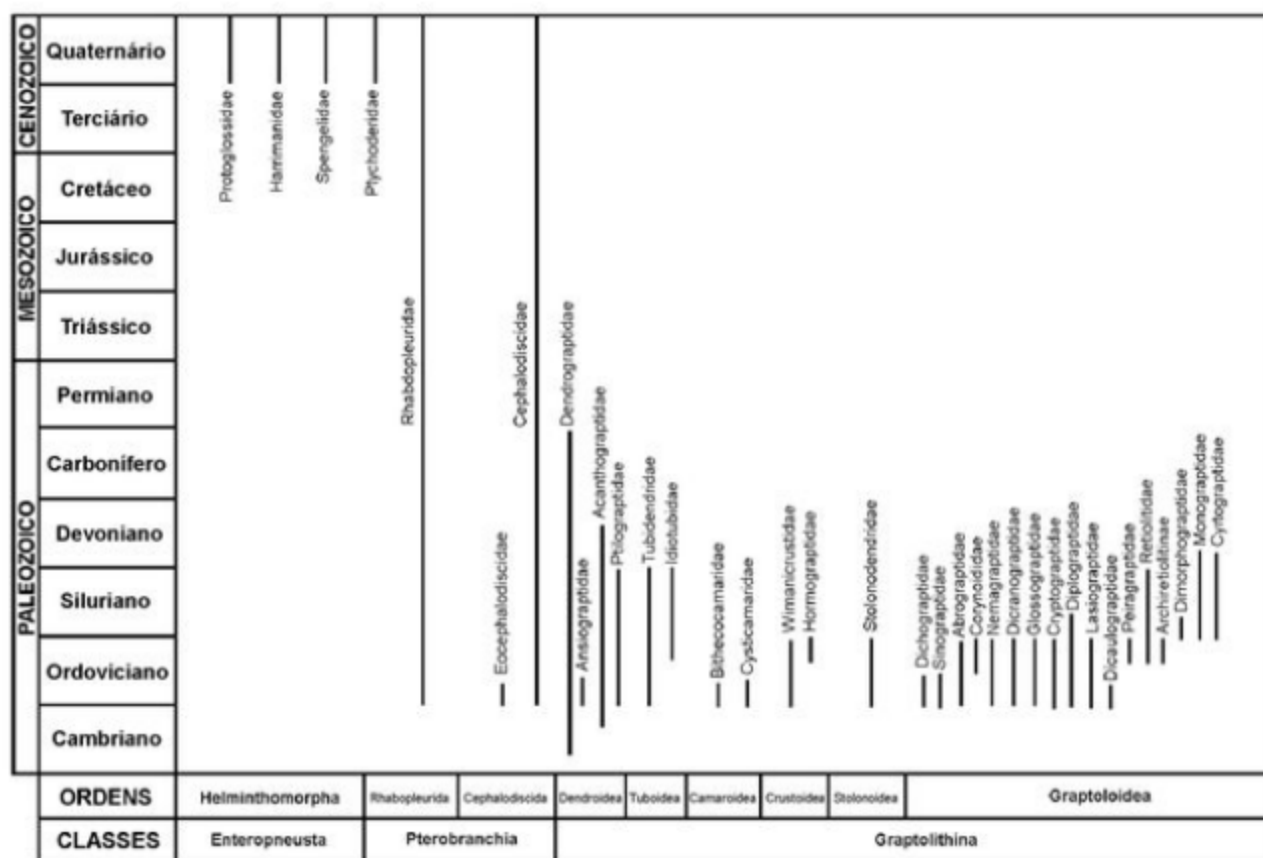 CENOZOICO
Quaternário
Terciário
MESOZOICO
Cretáceo
Jurássico
Triássico
PALEOZOICO
Permiano
Carbonífero
Devoniano
Siluriano
Ordoviciano
Cambriano
Protoglossidae
Harrimanidae
Spengelidae
Plychoderidae
Rhabdopleuridae
Eocephalodiscidae
Cephalodiscidae
Dendrograptidae
Ansiograptidae
Acanthograptidae
Ptilograptidae
Tubidendridae
Idiotubidae
Bithecocamaridae
Cysticamaridae
Wimanicrustidae
Hormograptidae
Stolonodendridae
Dichograptidae
Sinograptidae
Abrograptidae
Corynoididae
Nemagraptidae
Dicranograptidae
Glossograptidae
Cryptograptidae
Diplograptidae
Lasiograptidae
Dicaulograptidae
Peiragraptidae
Retiolitidae
Archiretiolitinae
Dimorphograptidae
Monograptidae
Cyrtograptidae
ORDENS Helminthomorpha Rhabopleurida Cephalodiscida Dendroidea Tuboidea Camaroidea Crustoidea Stolonoidea Graptoloidea
CLASSES Enteropneusta Pterobranchia Graptolithina